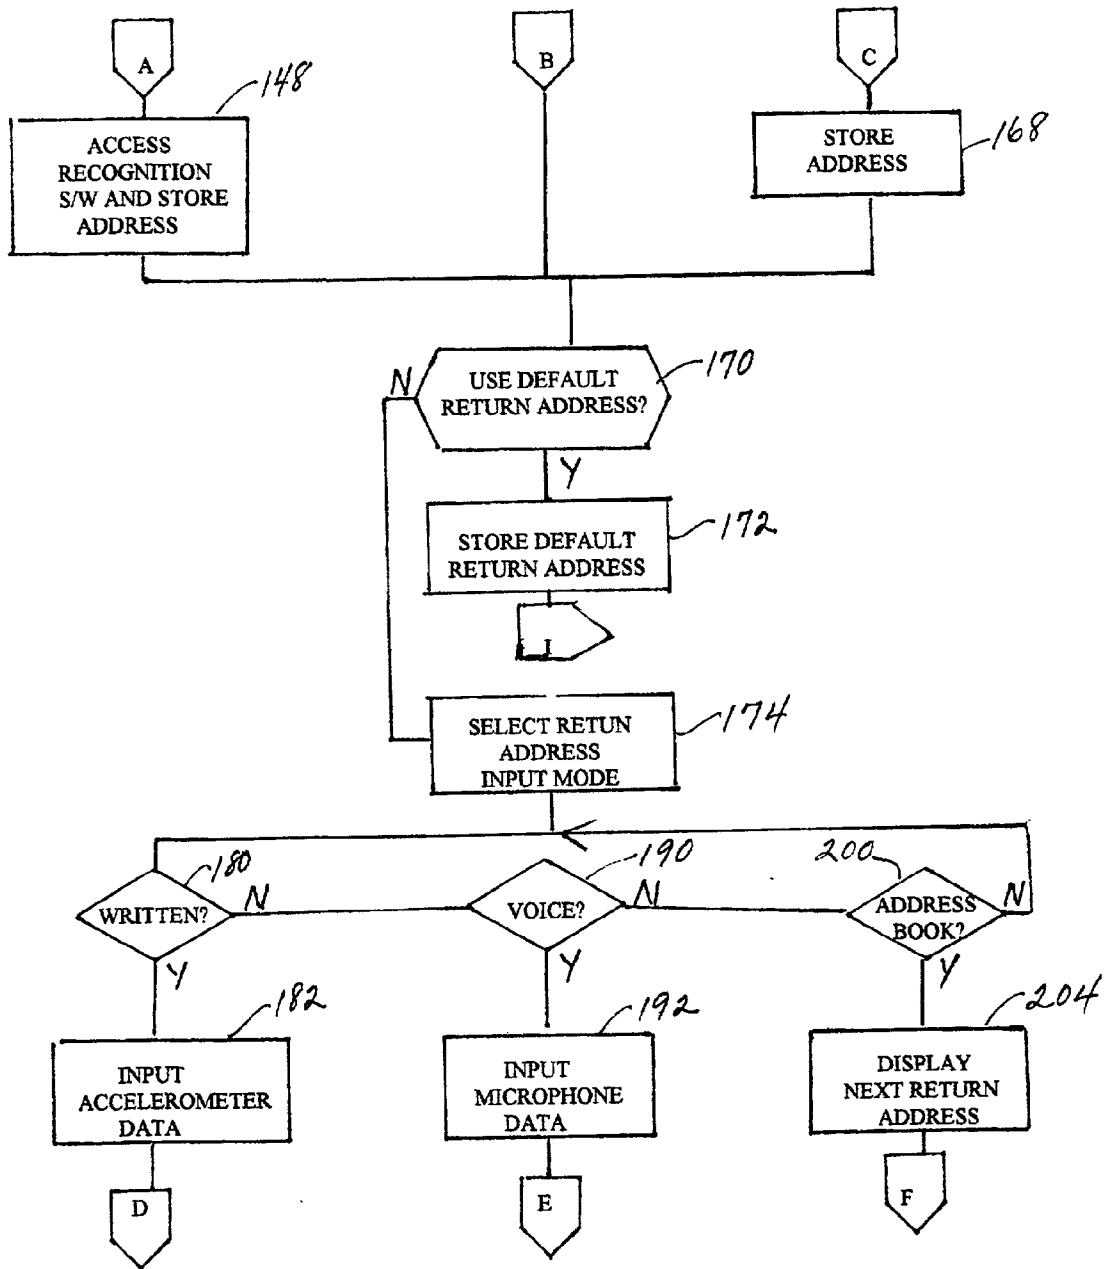 A
B
C
148
ACCESS
RECOGNITION
S/W AND STORE
ADDRESS
STORE
ADDRESS
168
N
USE DEFAULT
RETURN ADDRESS?
170
Y
STORE DEFAULT
RETURN ADDRESS
172
SELECT RETUN
ADDRESS
INPUT MODE
174
WRITTEN?
180
N
VOICE?
190
N
200
ADDRESS
BOOK?
N
Y
Y
Y
182
INPUT
ACCELEROMETER
DATA
192
INPUT
MICROPHONE
DATA
204
DISPLAY
NEXT RETURN
ADDRESS
D
E
F